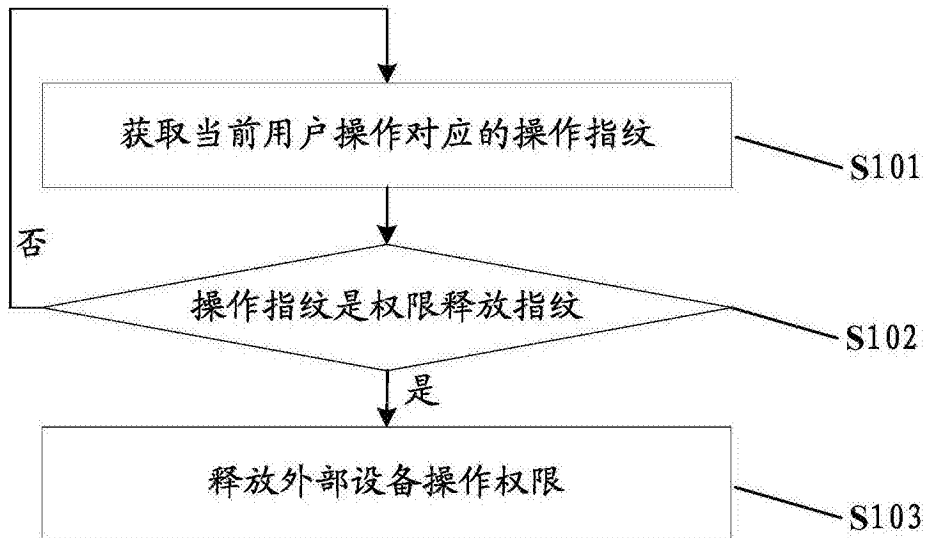 获取当前用户操作对应的操作指纹
S101
否
操作指纹是权限释放指纹
S102
是
释放外部设备操作权限
S103